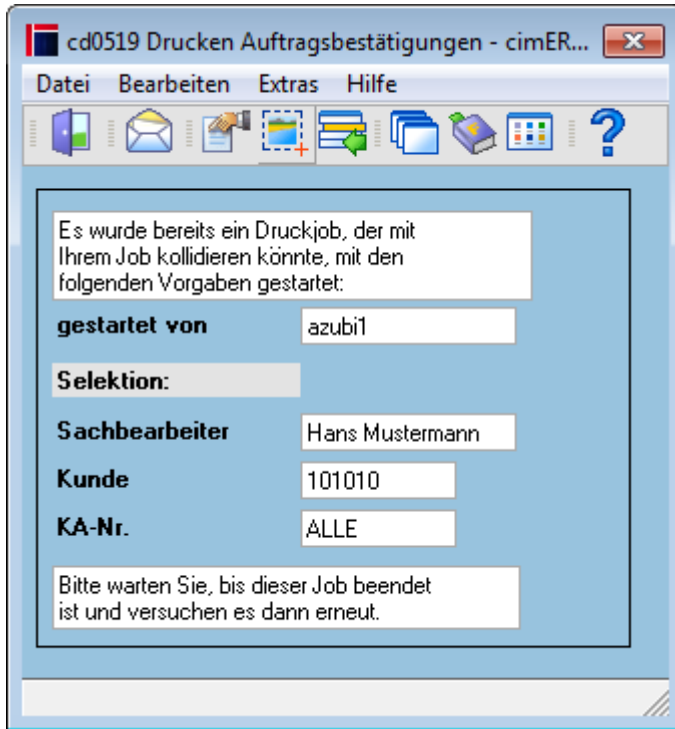 cd0519 Drucken Auftragsbestätigungen - cimER...
Datei Bearbeiten Extras Hilfe
Es wurde bereits ein Druckjob, der mit
Ihrem Job kollidieren könnte, mit den
folgenden Vorgaben gestartet:
gestartet von azubi1
Selektion:
Sachbearbeiter Hans Mustermann
Kunde 101010
KA-Nr. ALLE
Bitte warten Sie, bis dieser Job beendet
ist und versuchen es dann erneut.